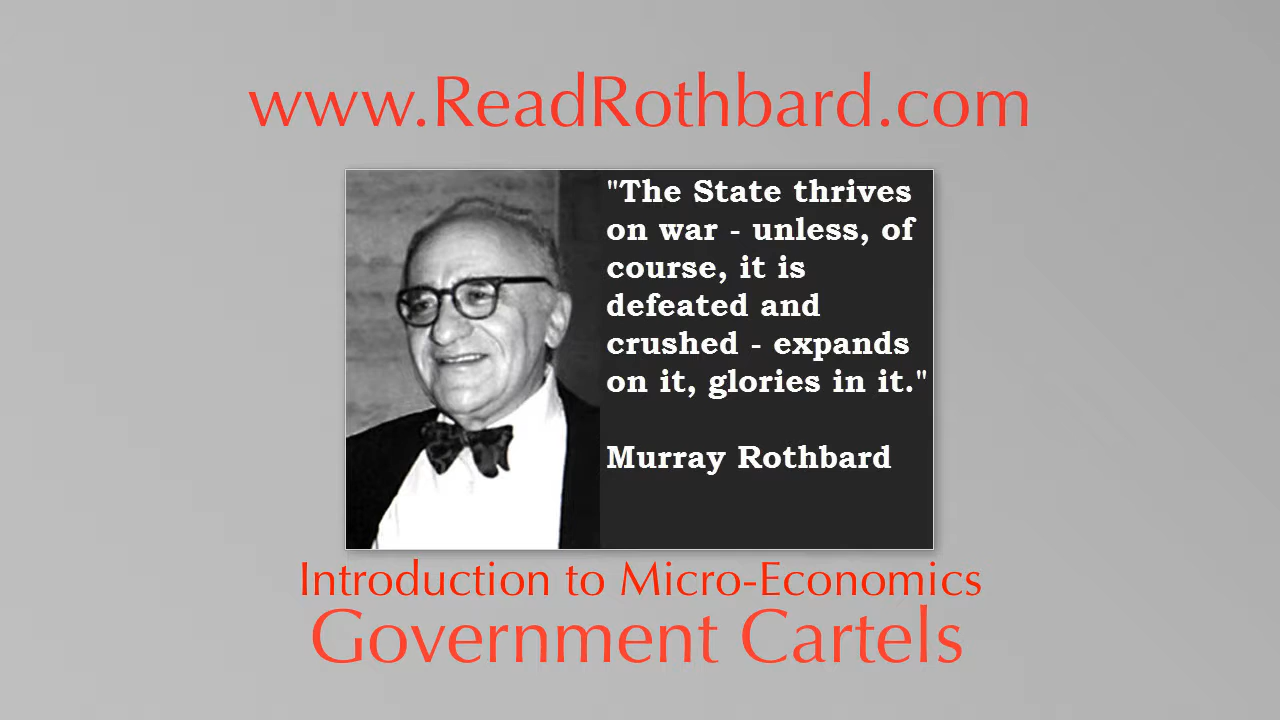 www.ReadRothbard.com
"The State thrives
on war - unless, of
course, it is
defeated and
crushed - expands
on it, glories in it."
Murray Rothbard
Introduction to Micro-Economics
Government Cartels